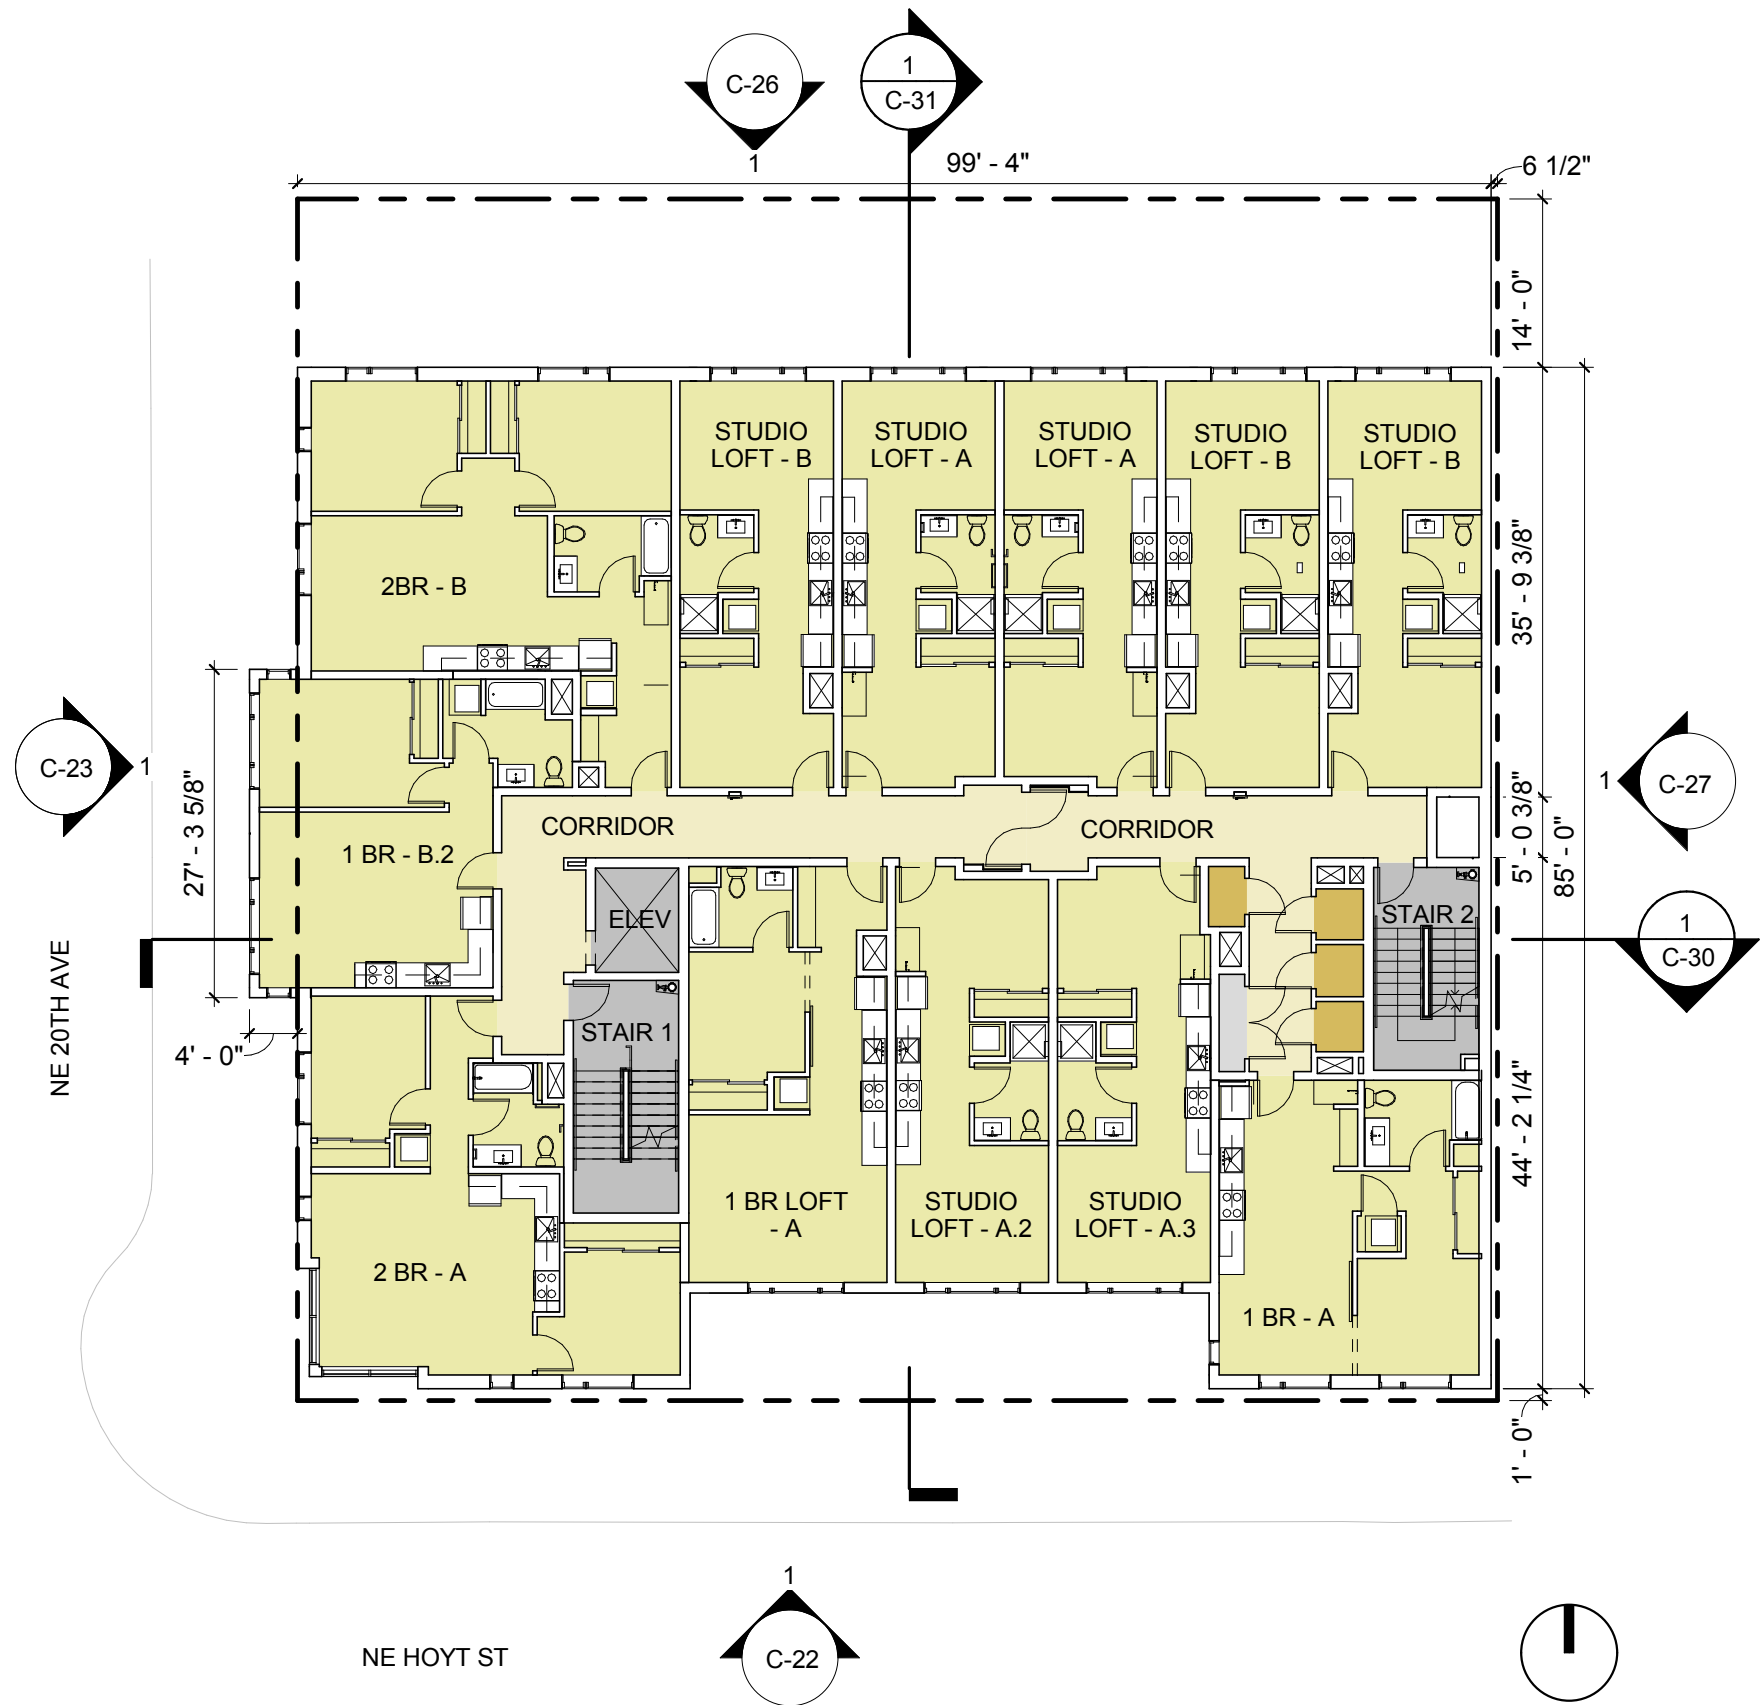 1
C-26
C-31
1
99' - 4"
6 1/2"
14' - 0"
STUDIO
LOFT - B
STUDIO
LOFT - A
STUDIO
LOFT - A
STUDIO
LOFT - B
STUDIO
LOFT - B
35' - 9 3/8"
2BR - B
C-23
1
27' - 3 5/8"
1
C-27
CORRIDOR
CORRIDOR
5' - 0 3/8"
85' - 0"
1 BR - B.2
ELEV
STAIR 2
1
C-30
NE 20TH AVE
4' - 0"
STAIR 1
44' - 2 1/4"
1 BR LOFT
- A
STUDIO
LOFT - A.2
STUDIO
LOFT - A.3
2 BR - A
1 BR - A
1' - 0"
1
NE HOYT ST
C-22